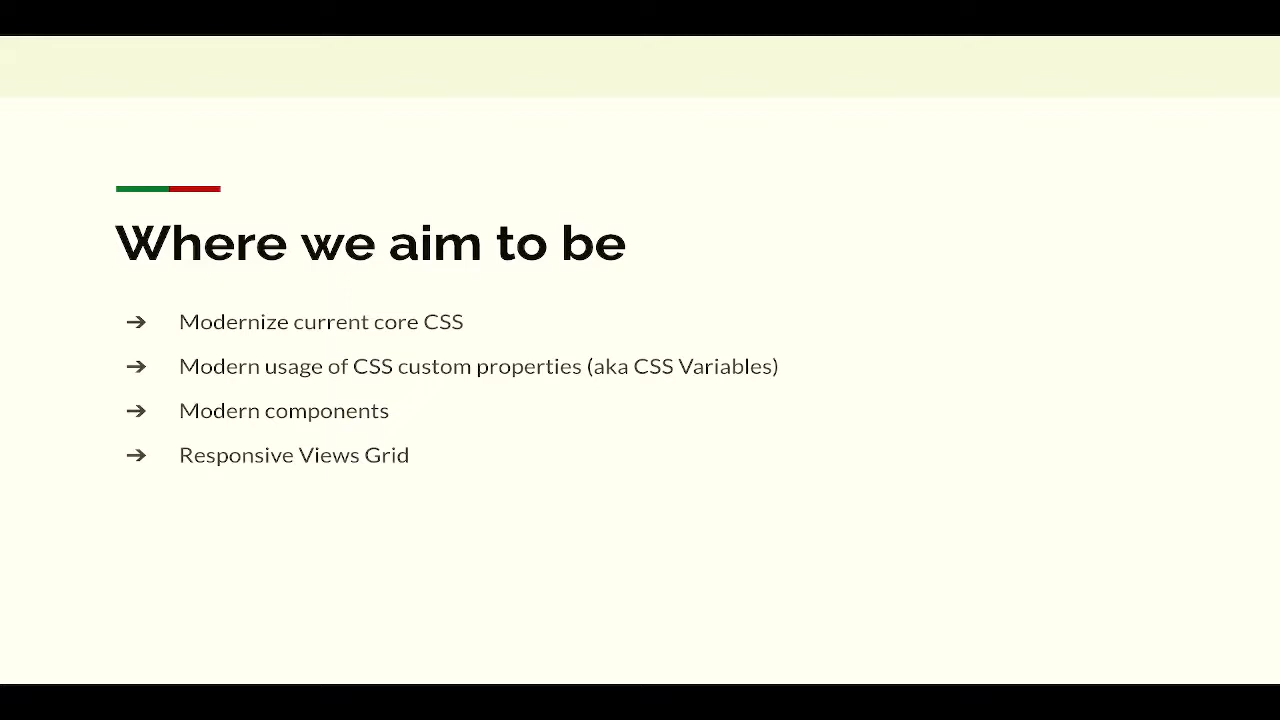 Where we aim to be
➔ Modernize current core CSS
➔ Modern usage of CSS custom properties (aka CSS Variables)
➔ Modern components
➔ Responsive Views Grid